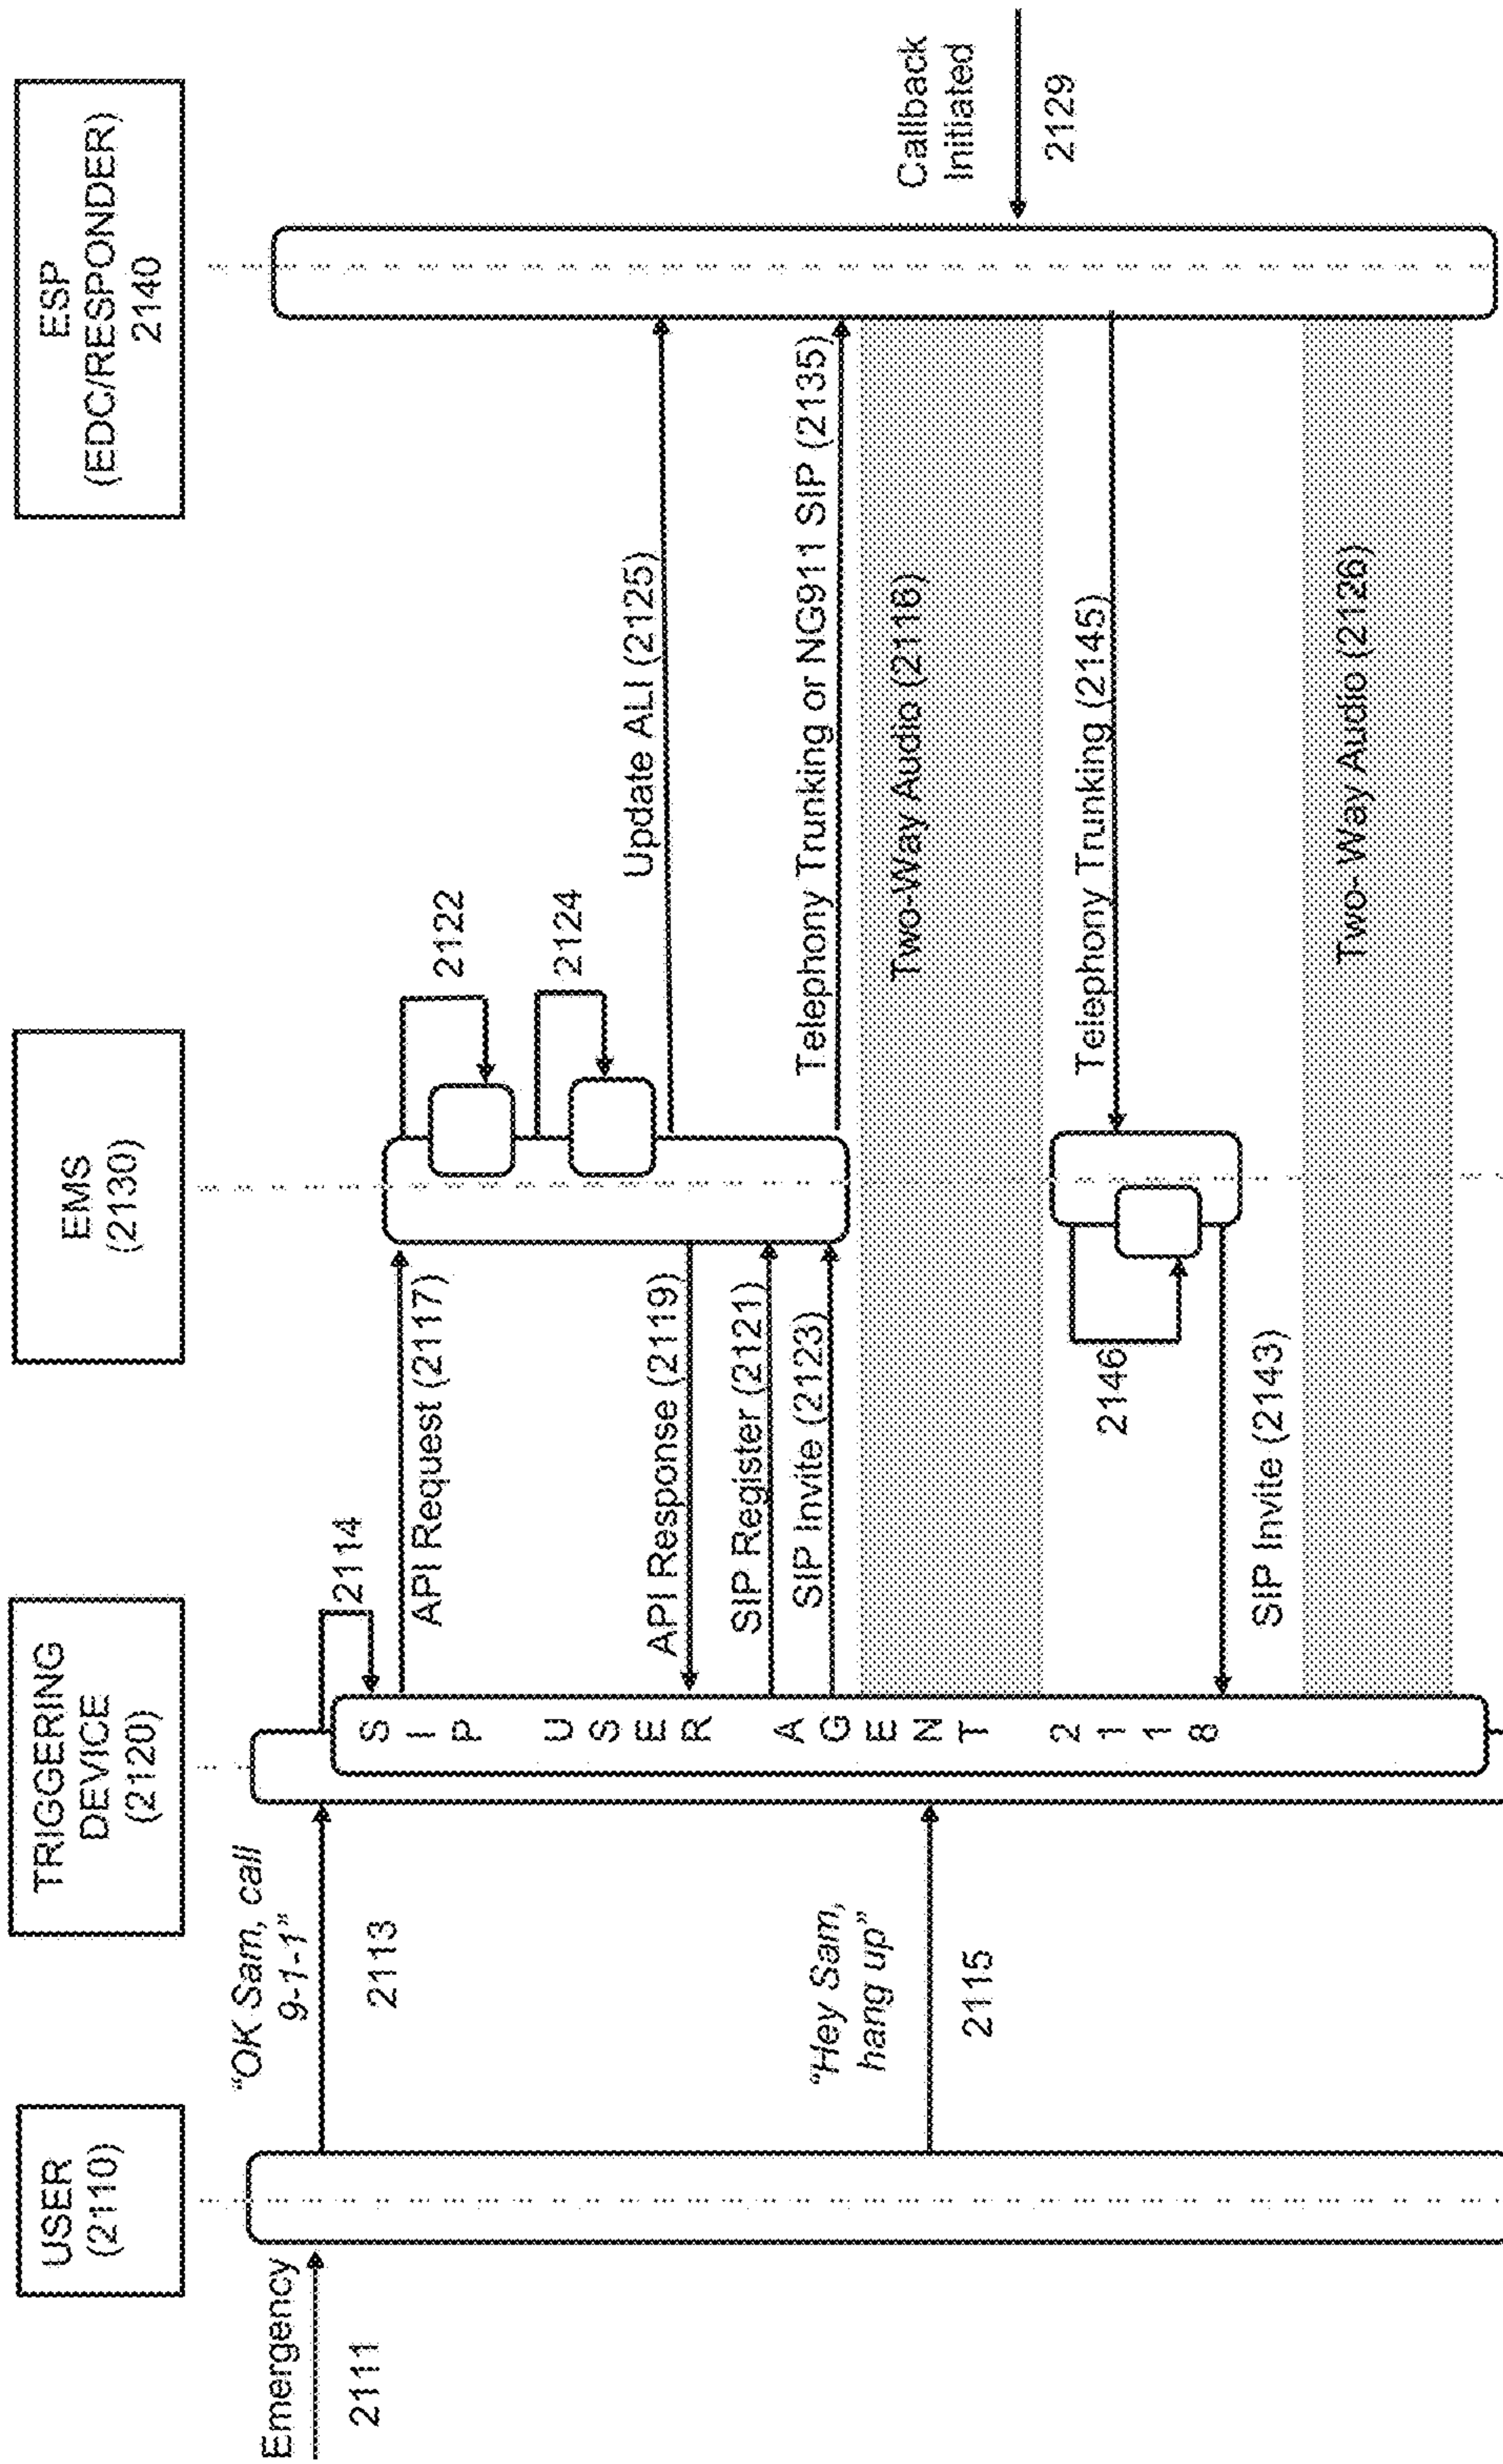 USER
(2110)
TRIGGERING
DEVICE
(2120)
EMS
(2130)
ESP
(EDC/RESPONDER)
2140
Emergency
2111
"OK Sam, call
9-1-1"
2113
2114
API Request (2117)
2122
2124
Update ALI (2125)
API Response (2119)
SIP Register (2121)
SIP Invite (2123)
Telephony Trunking or NG911 SIP (2135)
SIP USER AGENT 2118
"Hey Sam,
hang up"
2115
Two-Way Audio (2116)
Callback
Initiated
2129
Telephony Trunking (2145)
2146
SIP Invite (2143)
Two-Way Audio (2126)